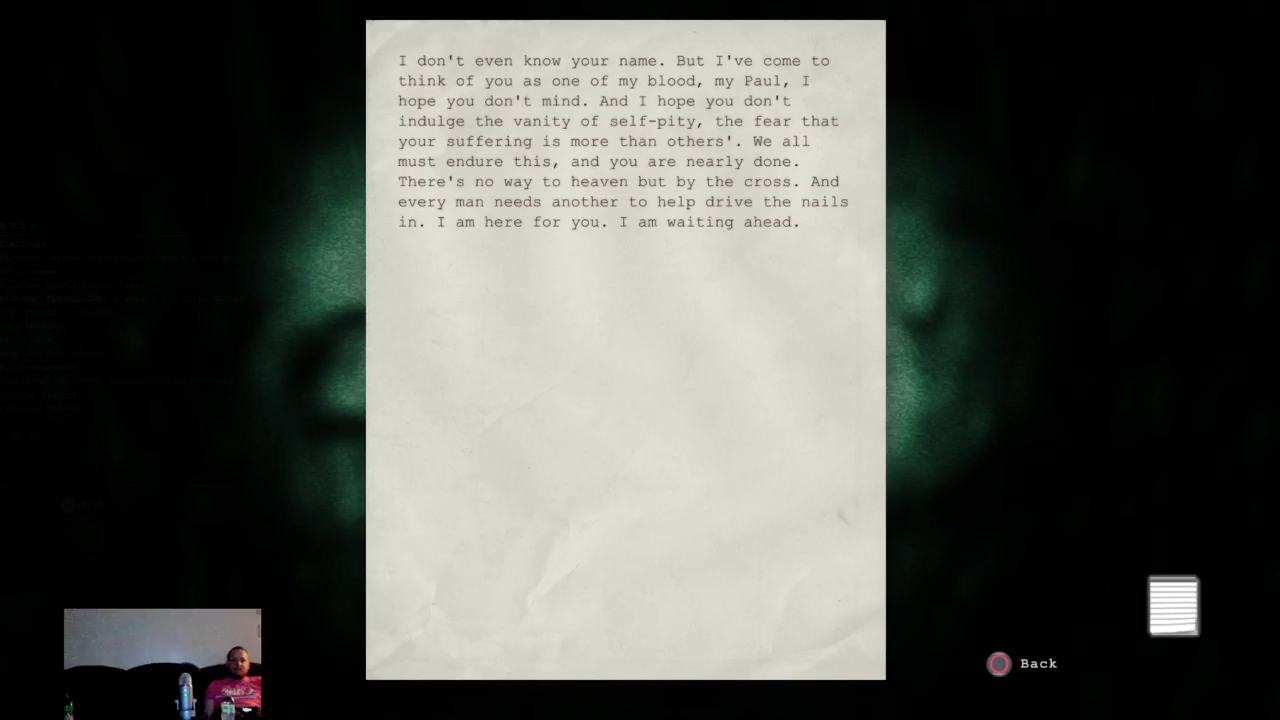 I don't even know your name. But I've come to
think of you as one of my blood, my Paul, I
hope you don't mind. And I hope you don't
indulge the vanity of self-pity, the fear that
your suffering is more than others'. We all
must endure this, and you are nearly done.
There's no way to heaven but by the cross. And
every man needs another to help drive the nails
in. I am here for you. I am waiting ahead.
Back